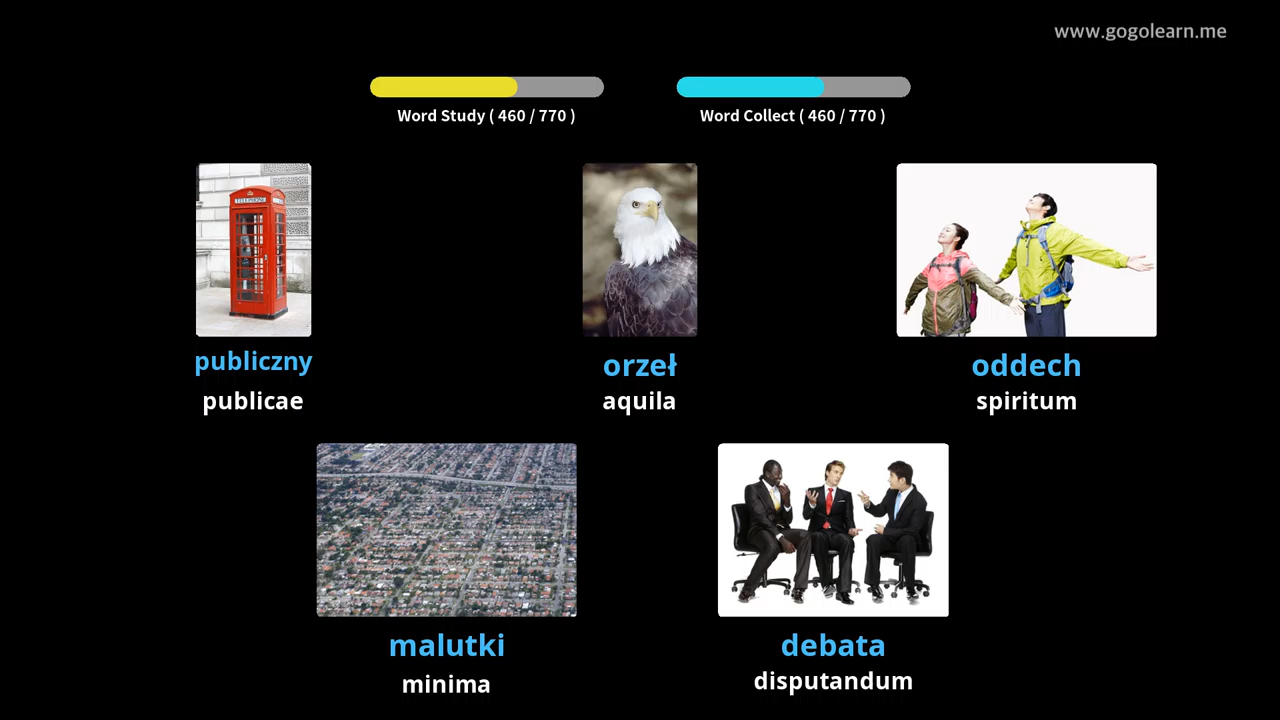 www.gogolearn.me
Word Study ( 460 / 770 )
Word Collect ( 460 / 770 )
TELEPHONE
publiczny
publicae
orzeł
aquila
oddech
spiritum
malutki
minima
debata
disputandum